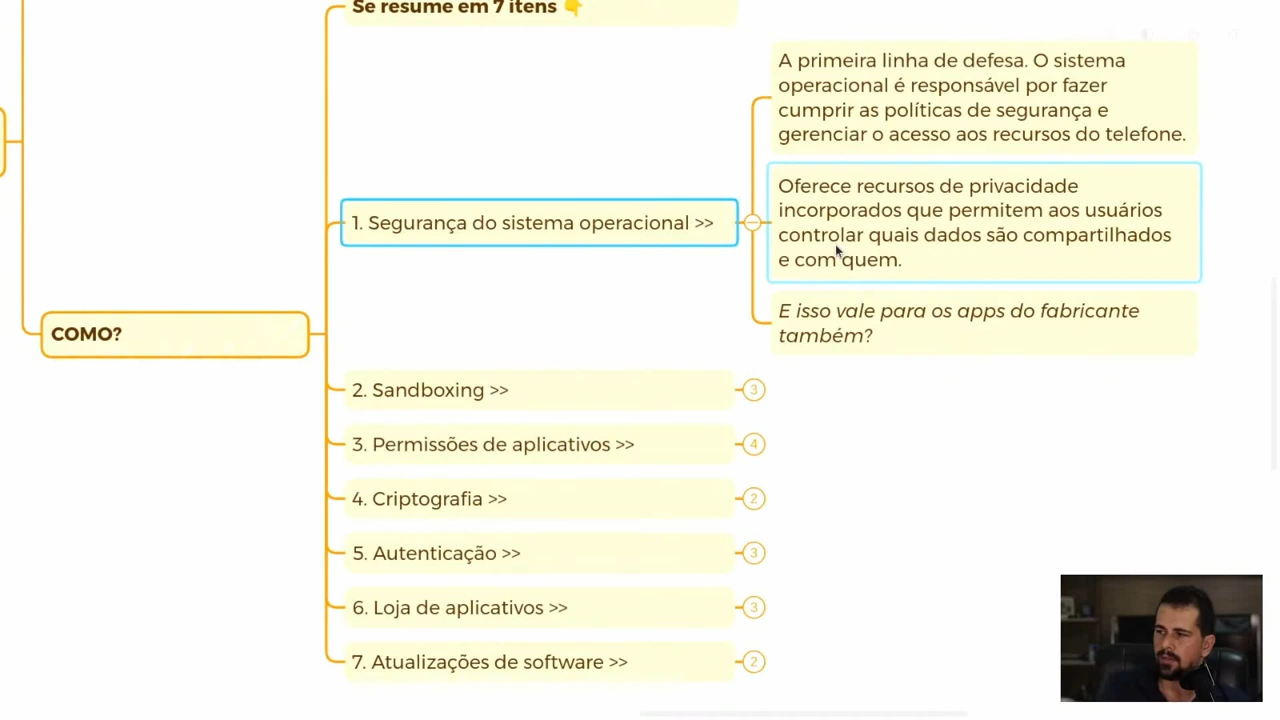 Se resume em 7 itens 👇
A primeira linha de defesa. O sistema
operacional é responsável por fazer
cumprir as políticas de segurança e
gerenciar o acesso aos recursos do telefone.
1. Segurança do sistema operacional >>
Oferece recursos de privacidade
incorporados que permitem aos usuários
controlar quais dados são compartilhados
e com quem.
E isso vale para os apps do fabricante
também?
COMO?
2. Sandboxing >>
3
3. Permissões de aplicativos >>
4
4. Criptografia >>
2
5. Autenticação >>
3
6. Loja de aplicativos >>
3
7. Atualizações de software >>
2